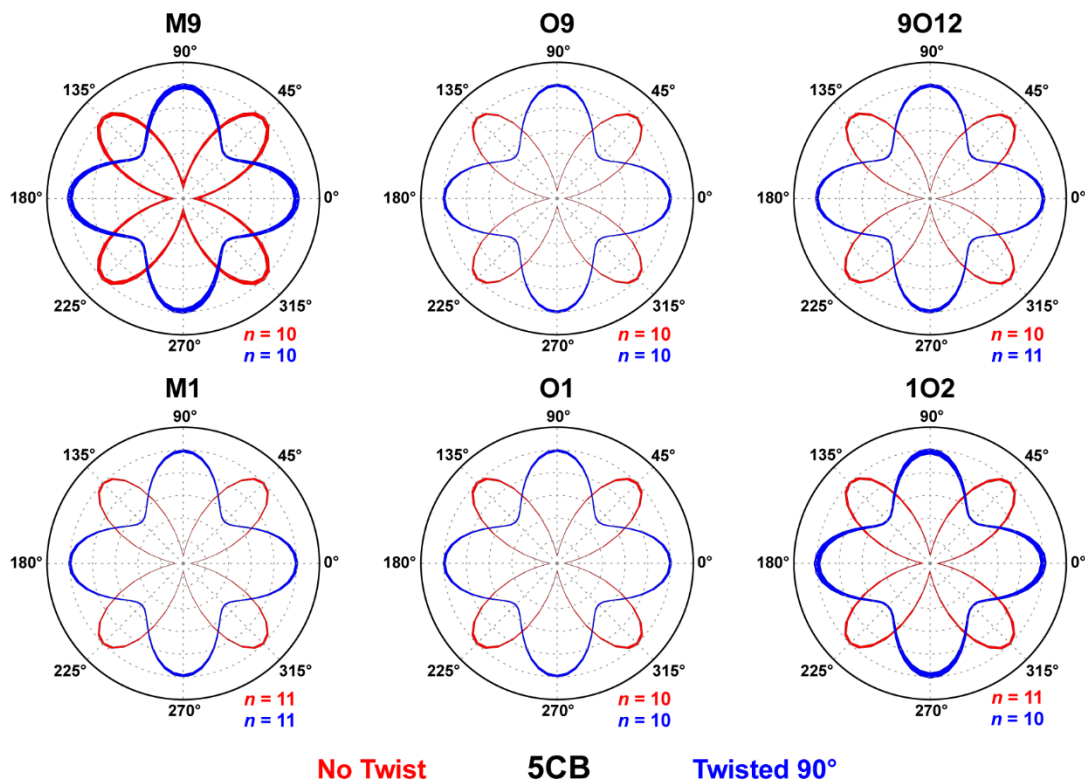 M9 O9 9O12
90° 90° 90°
135° 45° 135° 45° 135° 45°
180° 0° 180° 0° 180° 0°
225° 315° 225° 315° 225° 315°
270° 270° 270°
n = 10 n = 10 n = 10
n = 10 n = 10 n = 11
M1 O1 1O2
90° 90° 90°
135° 45° 135° 45° 135° 45°
180° 0° 180° 0° 180° 0°
225° 315° 225° 315° 225° 315°
270° 270° 270°
n = 11 n = 10 n = 11
n = 11 n = 10 n = 10
No Twist 5CB Twisted 90°